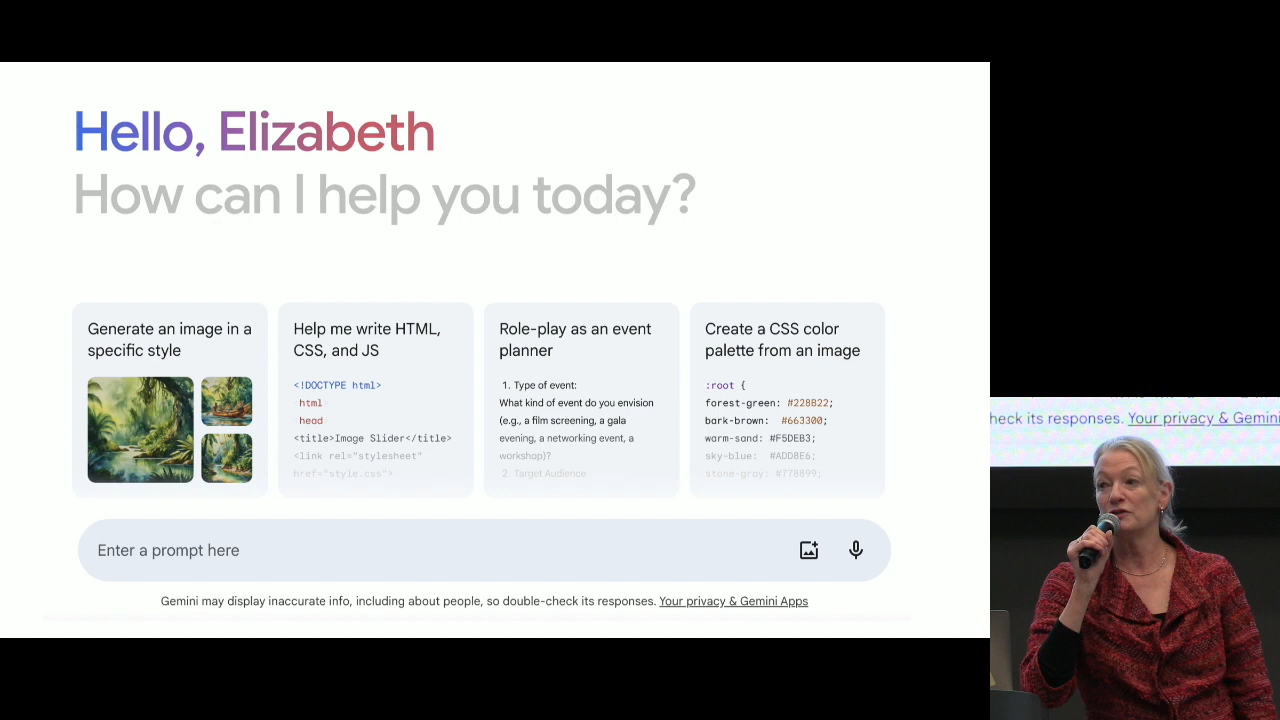 Hello, Elizabeth
How can I help you today?
Generate an image in a
specific style
Help me write HTML,
CSS, and JS
<!DOCTYPE html>
html
head
<title>Image Slider</title>
<link rel="stylesheet"
href="style.css">
Role-play as an event
planner
1. Type of event:
What kind of event do you envision
(e.g., a film screening, a gala
evening, a networking event, a
workshop)?
2. Target Audience
Create a CSS color
palette from an image
:root {
forest-green: #228B22;
bark-brown: #663300;
warm-sand: #F5DEB3;
sky-blue: #ADD8E6;
stone-gray: #778899;
Enter a prompt here
Gemini may display inaccurate info, including about people, so double-check its responses. Your privacy & Gemini Apps
heck its responses. Your privacy & Gemini